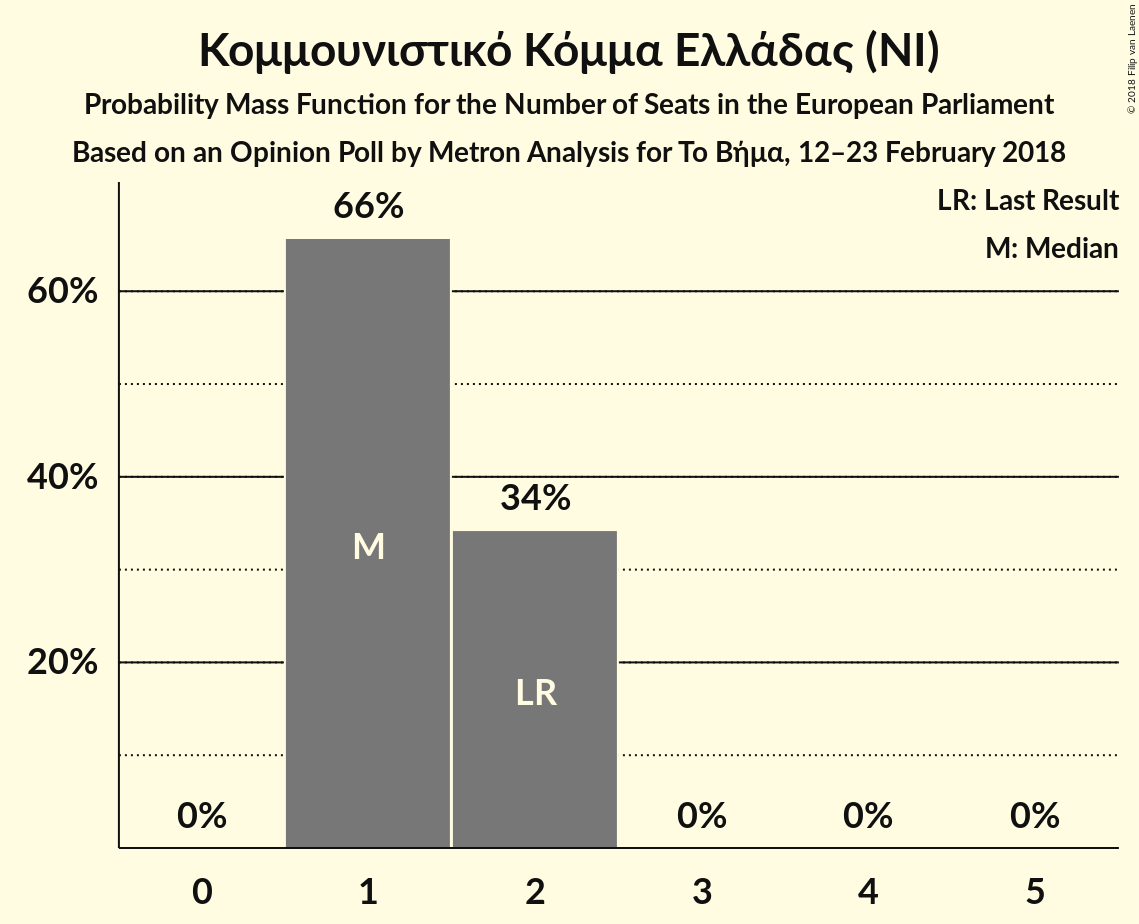 Κομμουνιστικό Κόμμα Ελλάδας (NI)
Probability Mass Function for the Number of Seats in the European Parliament
Based on an Opinion Poll by Metron Analysis for Το Βήμα, 12–23 February 2018
© 2018 Filip van Laenen
LR: Last Result
M: Median
66%
60%
40%
34%
M
20%
LR
0%
0%
0%
0%
0
1
2
3
4
5